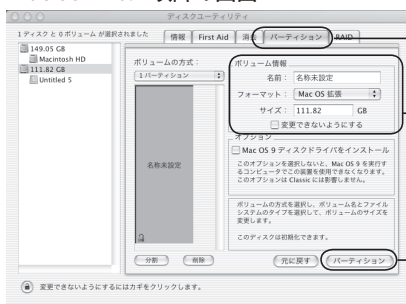 ディスクユーティリティ
1 ディスク と 0 ボリューム が選択されました
情報
First Aid
消去
パーティション
RAID
149.05 GB
Macintosh HD
111.82 GB
Untitled 5
ボリュームの方式：
1 パーティション
名称未設定
ボリューム情報
名前： 名称未設定
フォーマット： Mac OS 拡張
サイズ： 111.82 GB
変更できないようにする
オプション
Mac OS 9 ディスクドライバをインストール
このオプションを選択しないと、Mac OS 9 を実行す
るコンピュータでこの装置を使用できなくなります。
このオプションは Classic には影響しません。
ボリュームの方式を選択し、ボリューム名とファイル
システムのタイプを選択して、ボリュームのサイズを
変更します。
このディスクは初期化できます。
分割
削除
元に戻す
パーティション
変更できないようにするにはカギをクリックします。